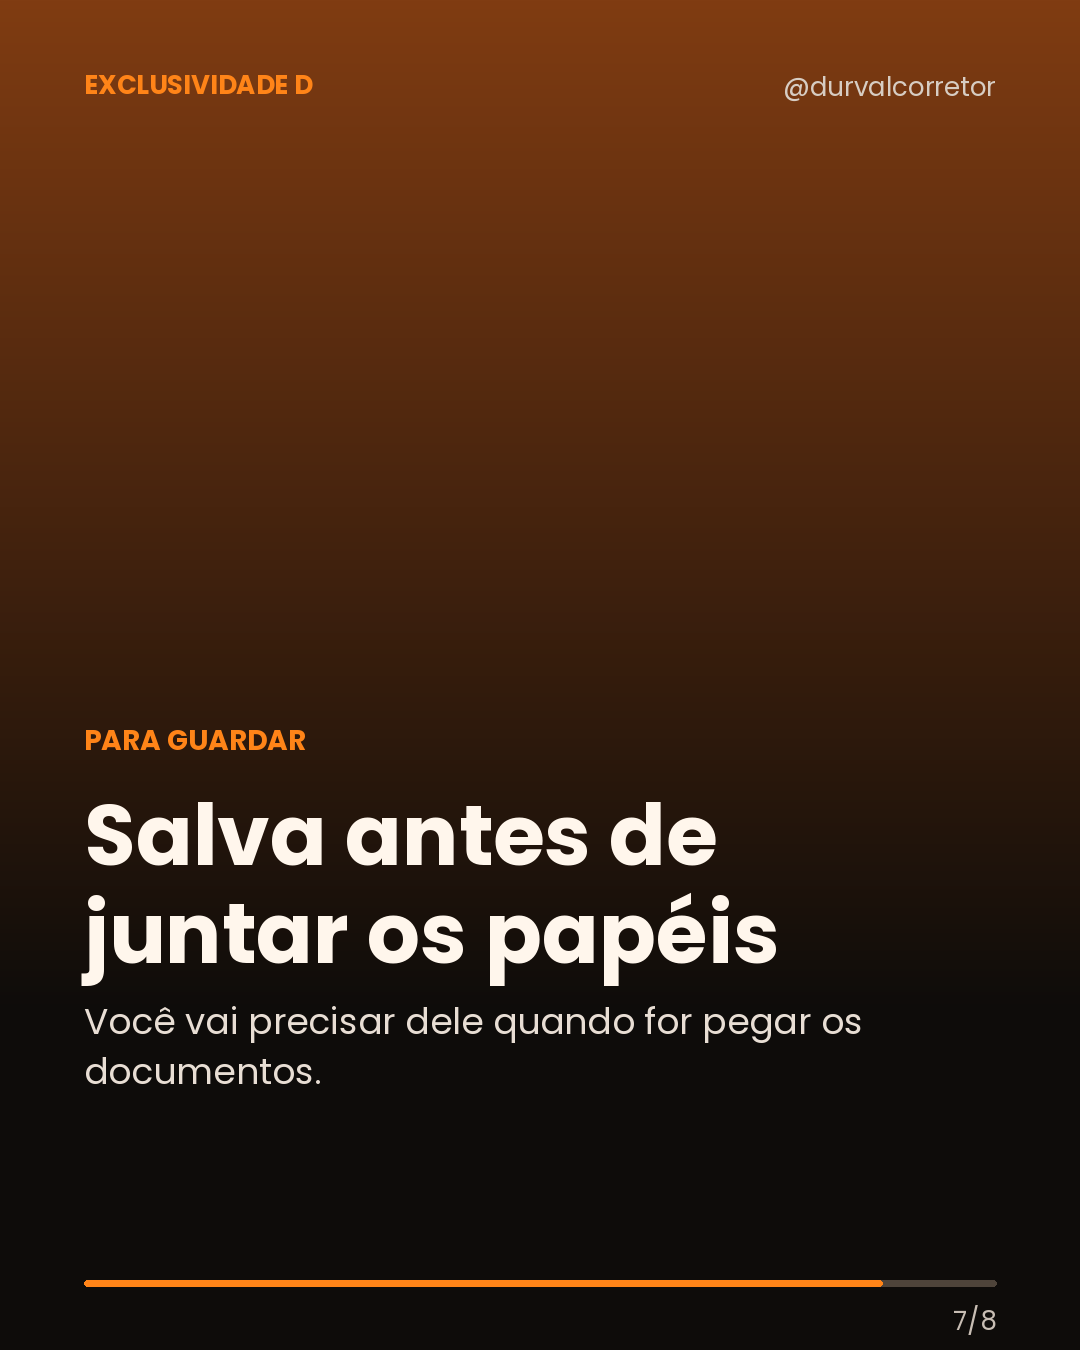 EXCLUSIVIDADE D
@durvalcorretor
PARA GUARDAR
Salva antes de
juntar os papéis
Você vai precisar dele quando for pegar os
documentos.
7/8